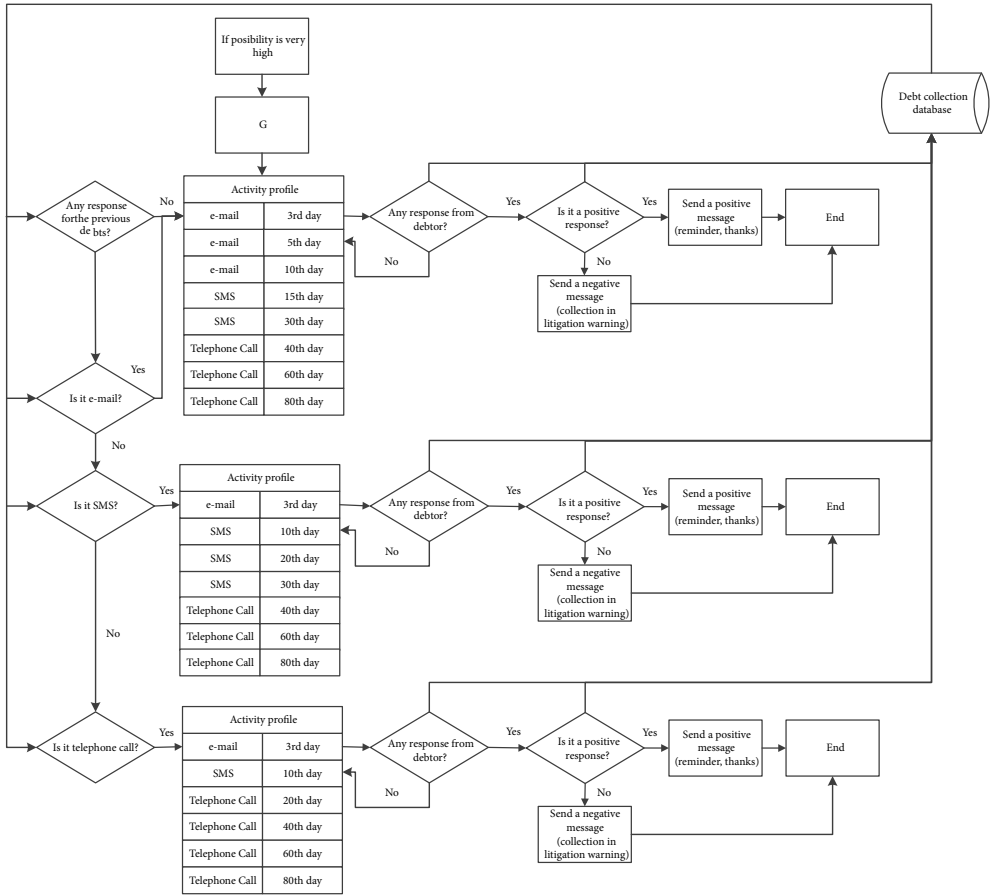 If posibility is very
high
G
Debt collection
database
Any response
forthe previous
de bts?
No
Activity profile
e-mail 3rd day
e-mail 5th day
e-mail 10th day
SMS 15th day
SMS 30th day
Telephone Call 40th day
Telephone Call 60th day
Telephone Call 80th day
Any response from
debtor?
No
Yes
Is it a positive
response?
Yes
Send a positive
message
(reminder, thanks)
End
No
Send a negative
message
(collection in
litigation warning)
Is it e-mail?
Yes
No
Is it SMS?
Yes
Activity profile
e-mail 3rd day
SMS 10th day
SMS 20th day
SMS 30th day
Telephone Call 40th day
Telephone Call 60th day
Telephone Call 80th day
Any response from
debtor?
No
Yes
Is it a positive
response?
Yes
Send a positive
message
(reminder, thanks)
End
No
Send a negative
message
(collection in
litigation warning)
No
Is it telephone call?
Yes
Activity profile
e-mail 3rd day
SMS 10th day
Telephone Call 20th day
Telephone Call 40th day
Telephone Call 60th day
Telephone Call 80th day
Any response from
debtor?
No
Yes
Is it a positive
response?
Yes
Send a positive
message
(reminder, thanks)
End
No
Send a negative
message
(collection in
litigation warning)